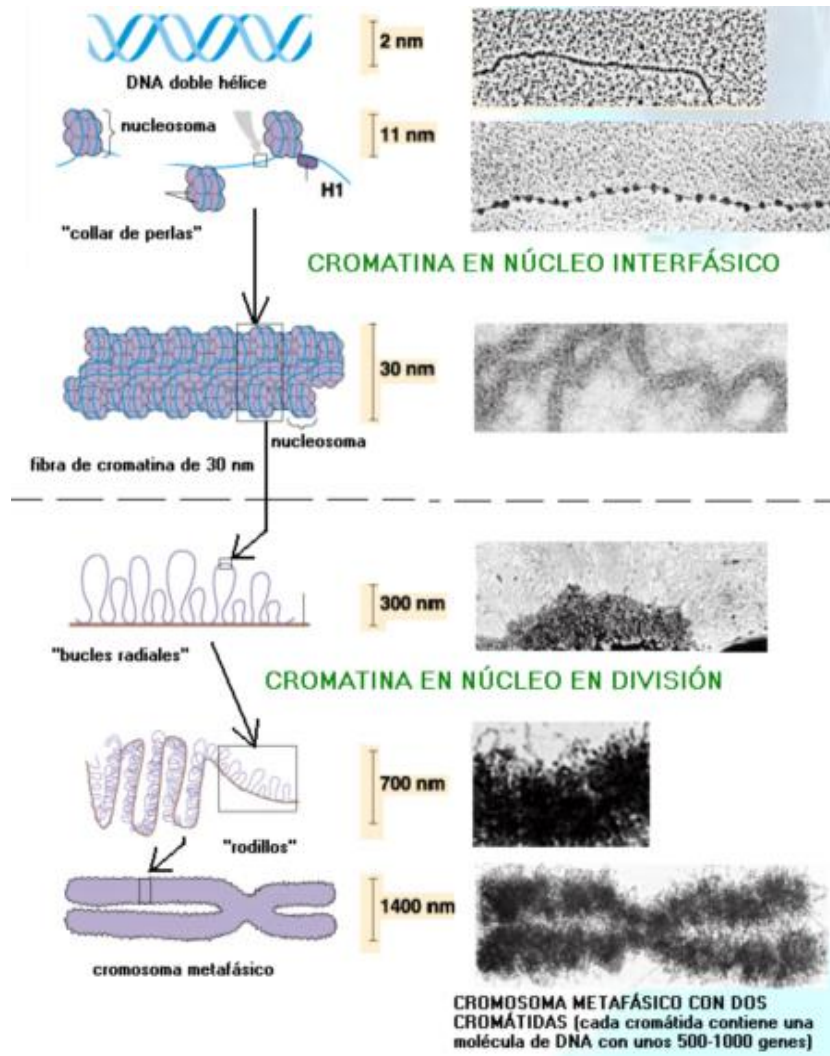 2 nm
DNA doble hélice
nucleosoma
11 nm
H1
"collar de perlas"
CROMATINA EN NÚCLEO INTERFÁSICO
30 nm
nucleosoma
fibra de cromatina de 30 nm
300 nm
"bucles radiales"
CROMATINA EN NÚCLEO EN DIVISIÓN
700 nm
"rodillos"
1400 nm
cromosoma metafásico
CROMOSOMA METAFÁSICO CON DOS
CROMÁTIDAS (cada cromátida contiene una
molécula de DNA con unos 500-1000 genes)